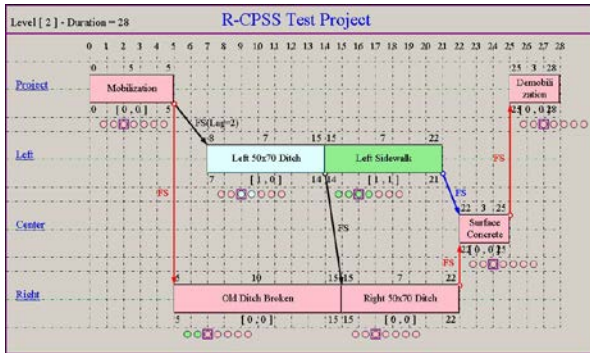 Level [ 2 ] - Duration = 28
R-CPSS Test Project
0 1 2 3 4 5 6 7 8 9 10 11 12 13 14 15 16 17 18 19 20 21 22 23 24 25 26 27 28
0 5 5
25 3 28
Project
Mobilization
Demobili
zation
0 [ 0,0 ] 5
25 [ 0,0 ] 28
FS(Lag=2)
8 7 15
15 7 22
Left
Left 50x70 Ditch
Left Sidewalk
7 [ 1,0 ] 14
14 [ 1,1 ] 21
FS
FS
FS
22 3 25
Center
Surface
Concrete
22 [ 0,0 ] 25
FS
FS
5 10 15
15 7 22
Right
Old Ditch Broken
Right 50x70 Ditch
5 [ 0,0 ] 15
15 [ 0,0 ] 22